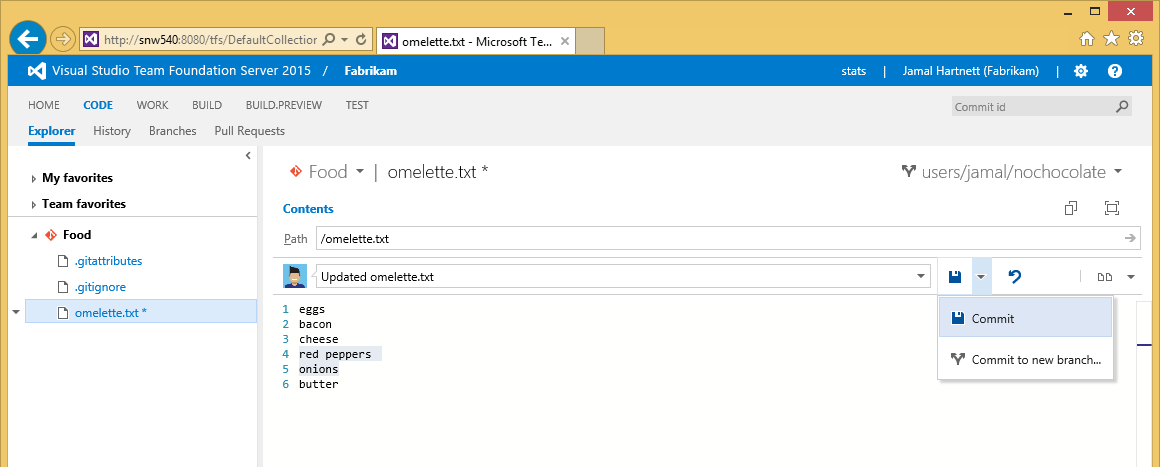 http://snw540:8080/tfs/DefaultCollection
omelette.txt - Microsoft Te...
Visual Studio Team Foundation Server 2015 / Fabrikam
stats | Jamal Hartnett (Fabrikam) |
HOME CODE WORK BUILD BUILD.PREVIEW TEST
Commit id
Explorer History Branches Pull Requests
My favorites
Team favorites
Food
.gitattributes
.gitignore
omelette.txt *
Food | omelette.txt *
users/jamal/nochocolate
Contents
Path /omelette.txt
Updated omelette.txt
1 eggs
2 bacon
3 cheese
4 red peppers
5 onions
6 butter
Commit
Commit to new branch...